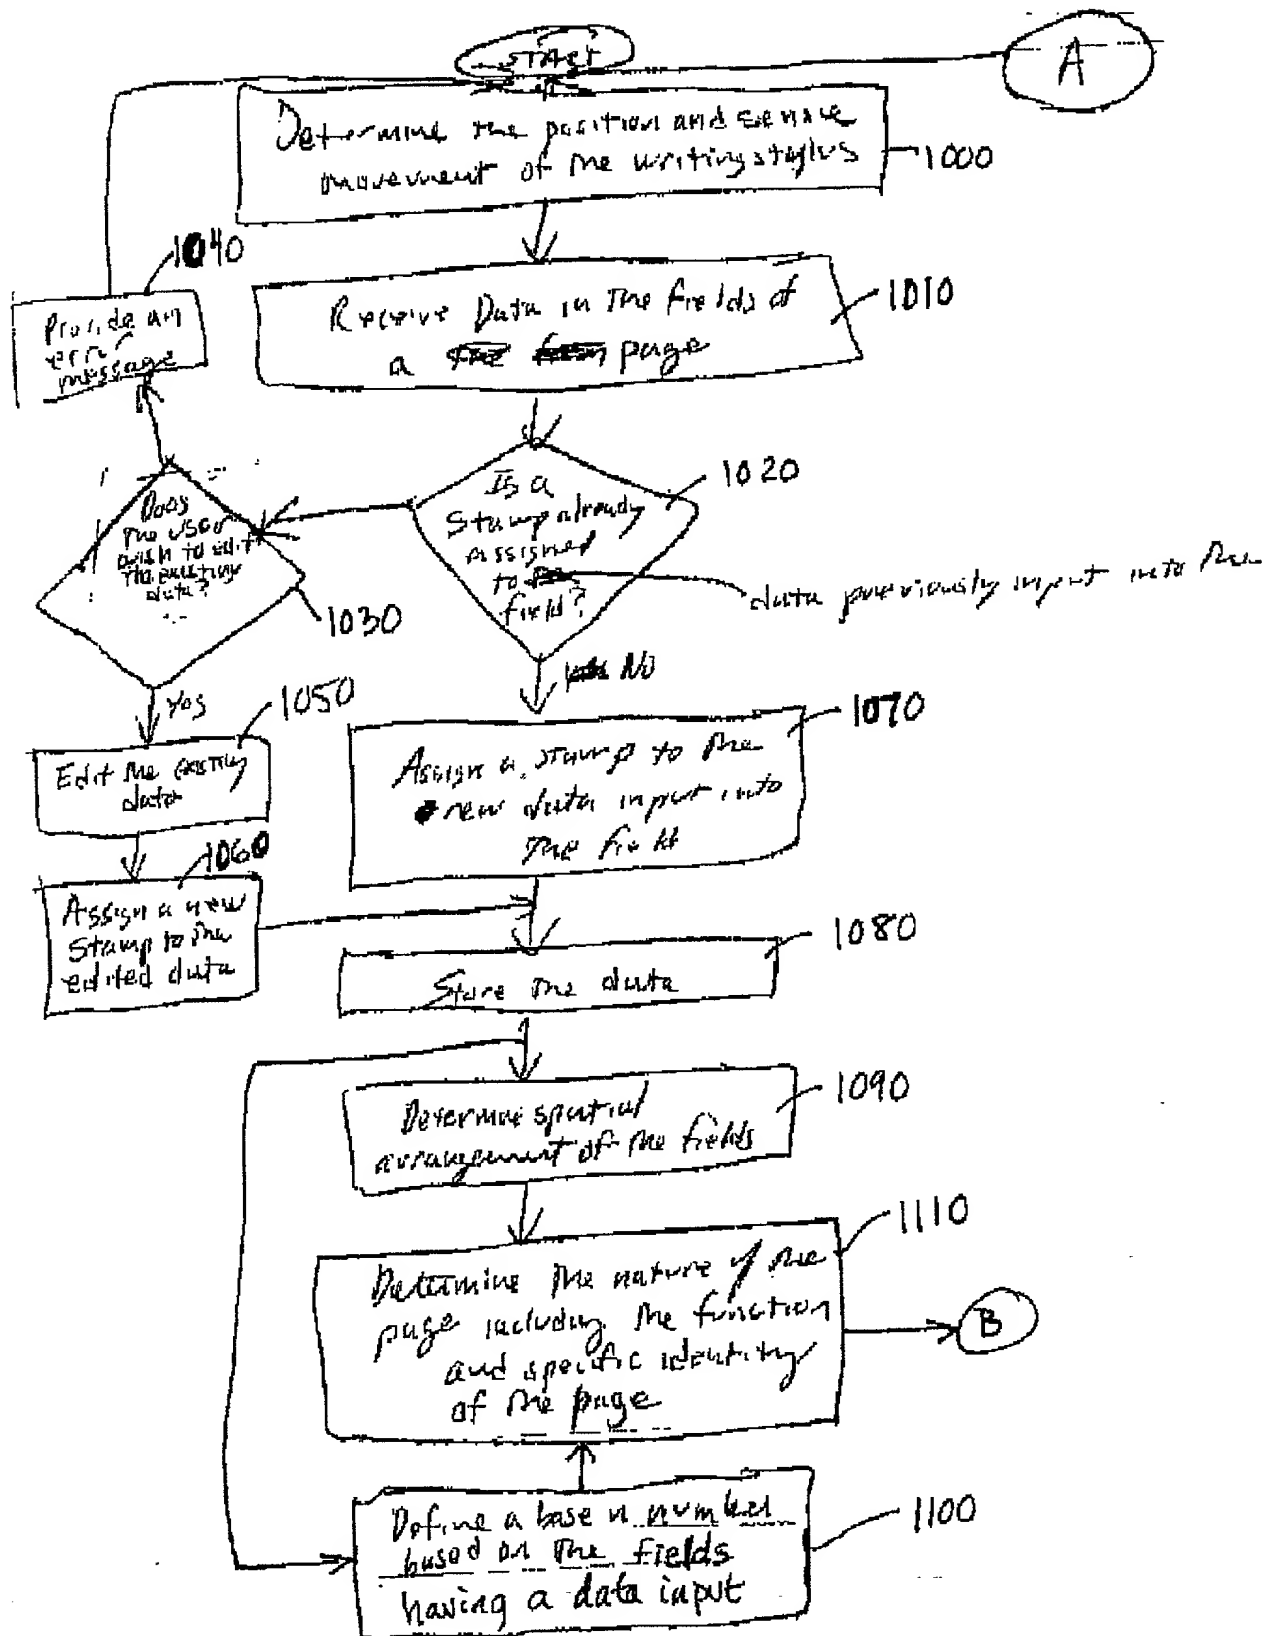 START
A
Determine the position and sense
movement of the writing stylus
1000
1040
Provide an
error
message
Receive Data in the fields of
a page
1010
Is a
stamp already
assigned
to
field?
1020
data previously input into the
Does
the user
wish to edit
the existing
data?
1030
No
Yes
1050
Edit the existing
data
1060
Assign a new
stamp to the
edited data
1070
Assign a stamp to the
new data input into
the field
1080
Store the data
1090
Determine spatial
arrangement of the fields
1110
Determine the nature of the
page including the function
and specific identity
of the page
B
Define a base n number
based on the fields
having a data input
1100